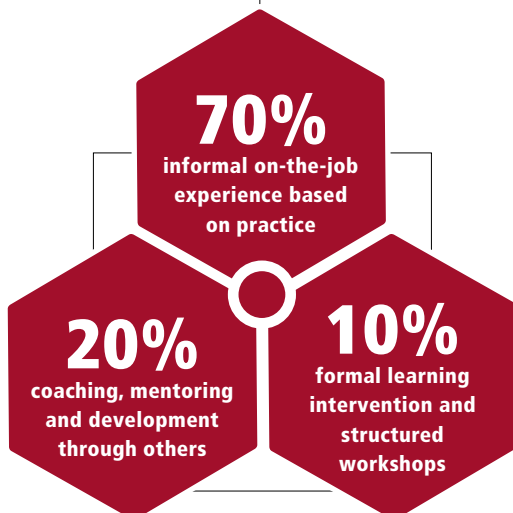 70%
informal on-the-job
experience based
on practice
20%
coaching, mentoring
and development
through others
10%
formal learning
intervention and
structured
workshops